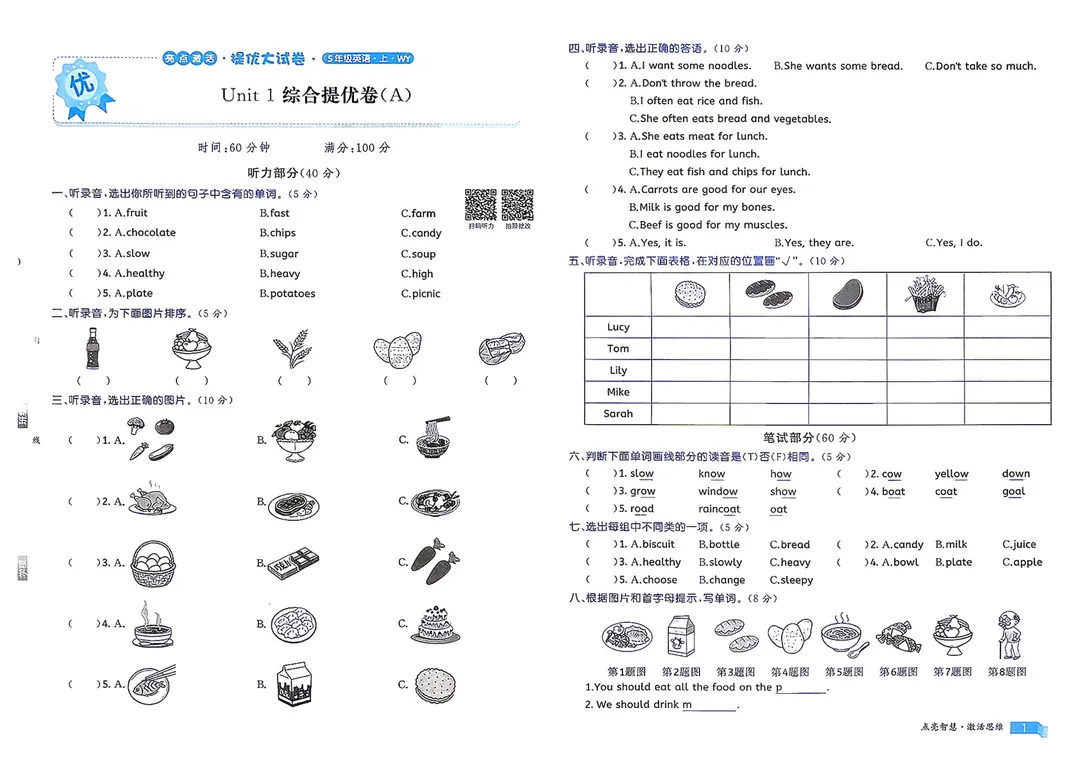 亮点激活·提优大试卷·5年级英语·上·WY
优
Unit 1 综合提优卷(A)
时间:60分钟 满分:100分
听力部分(40分)
一、听录音,选出你所听到的句子中含有的单词。(5分)
( )1. A.fruit B.fast C.farm
( )2. A.chocolate B.chips C.candy
( )3. A.slow B.sugar C.soup
( )4. A.healthy B.heavy C.high
( )5. A.plate B.potatoes C.picnic
扫码听力 拍照批改
二、听录音,为下面图片排序。(5分)
( ) ( ) ( ) ( ) ( )
三、听录音,选出正确的图片。(10分)
( )1. A. B. C.
( )2. A. B. C.
( )3. A. B. C.
( )4. A. B. C.
( )5. A. B. C.
线
四、听录音,选出正确的答语。(10分)
( )1. A.I want some noodles. B.She wants some bread. C.Don't take so much.
( )2. A.Don't throw the bread.
B.I often eat rice and fish.
C.She often eats bread and vegetables.
( )3. A.She eats meat for lunch.
B.I eat noodles for lunch.
C.They eat fish and chips for lunch.
( )4. A.Carrots are good for our eyes.
B.Milk is good for my bones.
C.Beef is good for my muscles.
( )5. A.Yes, it is. B.Yes, they are. C.Yes, I do.
五、听录音,完成下面表格,在对应的位置画“√”。(10分)
Lucy
Tom
Lily
Mike
Sarah
笔试部分(60分)
六、判断下面单词画线部分的读音是(T)否(F)相同。(5分)
( )1. slow know how ( )2. cow yellow down
( )3. grow window show ( )4. boat coat goal
( )5. road raincoat oat
七、选出每组中不同类的一项。(5分)
( )1. A.biscuit B.bottle C.bread ( )2. A.candy B.milk C.juice
( )3. A.healthy B.slowly C.heavy ( )4. A.bowl B.plate C.apple
( )5. A.choose B.change C.sleepy
八、根据图片和首字母提示,写单词。(8分)
第1题图 第2题图 第3题图 第4题图 第5题图 第6题图 第7题图 第8题图
1.You should eat all the food on the p________.
2. We should drink m________.
点亮智慧·激活思维 1